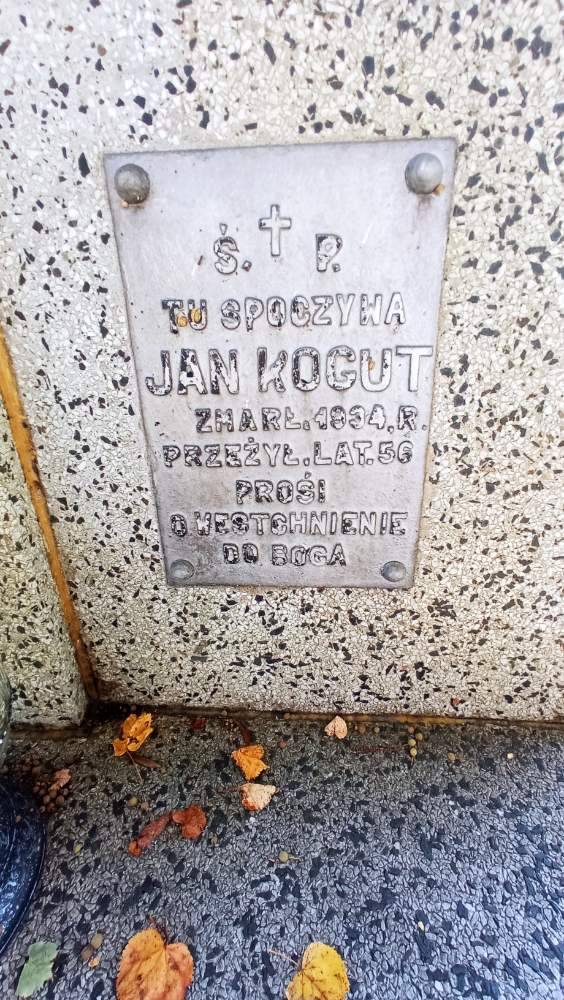 Ś. † P.
TU SPOCZYWA
JAN KOGUT
ZMARŁ.1934,R.
PRZEŻYŁ.LAT.56
PROSI
O WESTCHNIENIE
DO BOGA